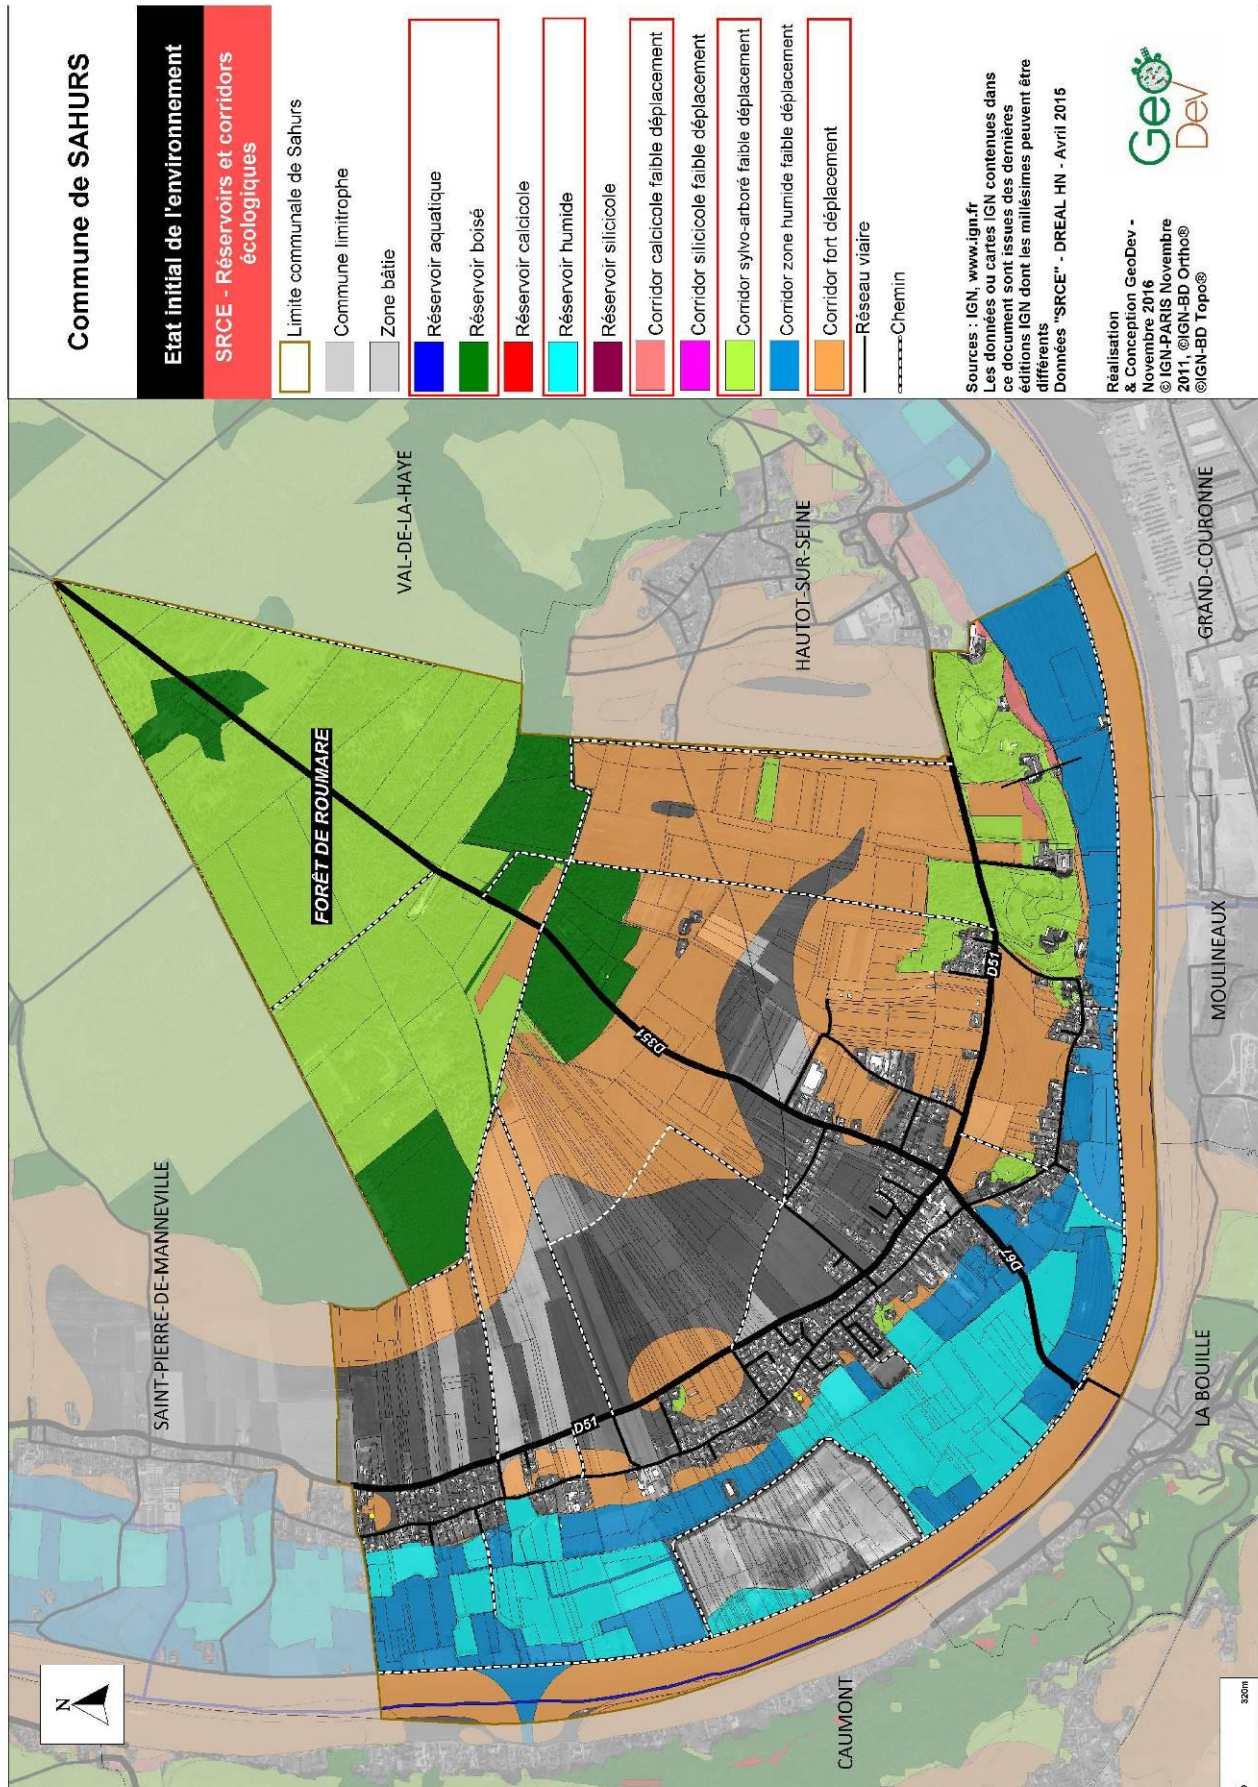 Commune de SAHURS
Etat initial de l'environnement
SRCE - Réservoirs et corridors
écologiques
Limite communale de Sahurs
Commune limitrophe
Zone bâtie
Réservoir aquatique
Réservoir boisé
Réservoir calcicole
Réservoir humide
Réservoir silicicole
Corridor calcicole faible déplacement
Corridor silicicole faible déplacement
Corridor sylvo-arboré faible déplacement
Corridor zone humide faible déplacement
Corridor fort déplacement
Réseau viaire
Chemin
Sources : IGN, www.ign.fr
Les données ou cartes IGN contenues dans
ce document sont issues des dernières
éditions IGN dont les millésimes peuvent être
différents
Données "SRCE" - DREAL HN - Avril 2015
Réalisation
& Conception GeoDev -
Novembre 2016
© IGN-PARIS Novembre
2011, ©IGN-BD Ortho®
©IGN-BD Topo®
Geo
Dev
N
SAINT-PIERRE-DE-MANNEVILLE
VAL-DE-LA-HAYE
FORÊT DE ROUMARE
HAUTOT-SUR-SEINE
D351
D51
D51
D67
CAUMONT
LA BOUILLE
MOULINEAUX
GRAND-COURONNE
320m